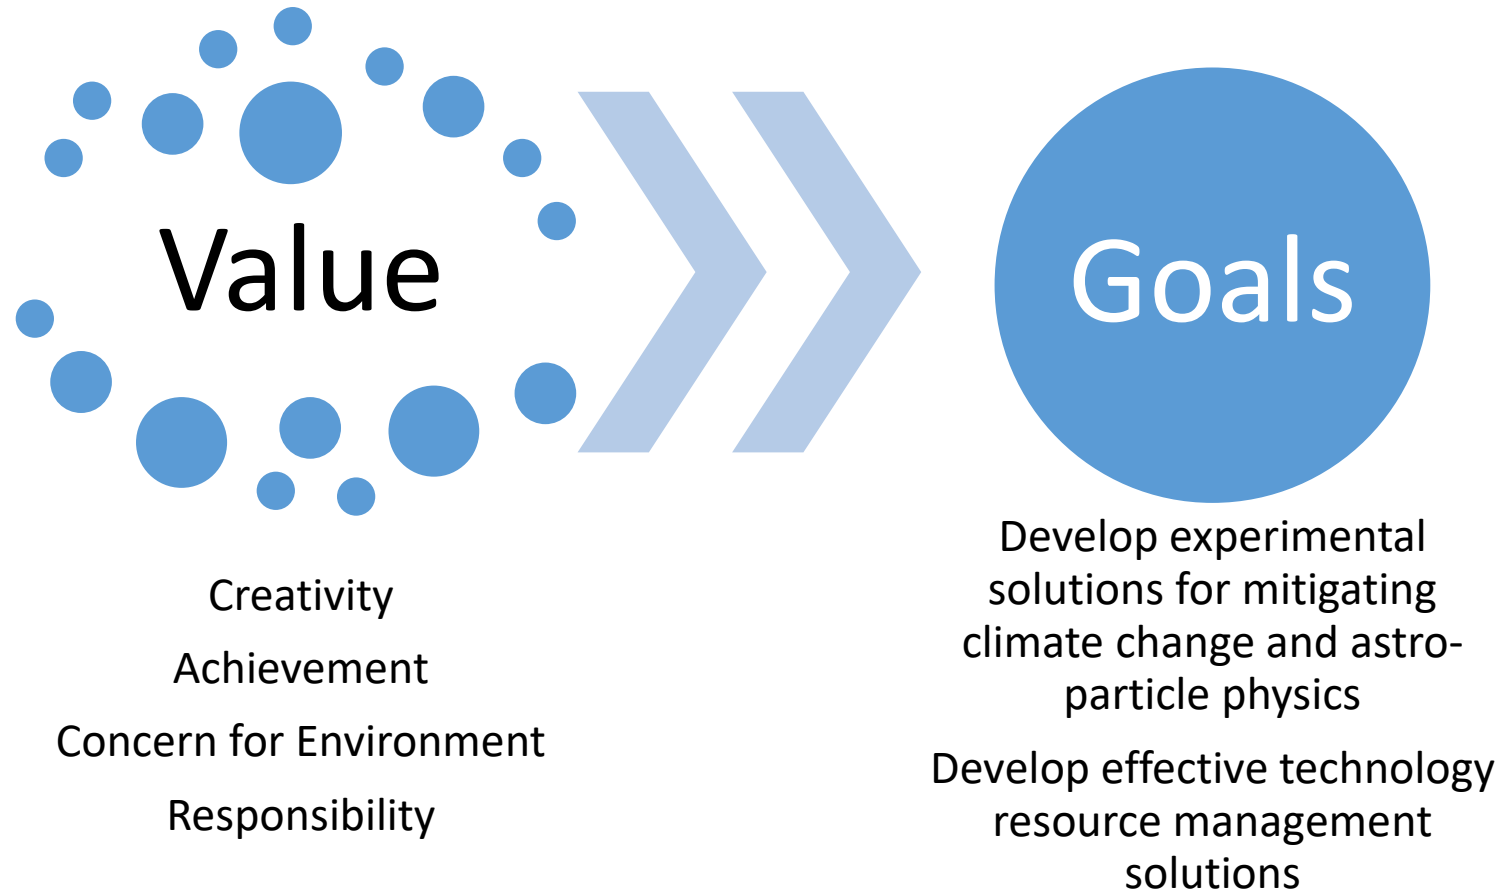 Value
Creativity
Achievement
Concern for Environment
Responsibility
Goals
Develop experimental
solutions for mitigating
climate change and astro-
particle physics
Develop effective technology
resource management
solutions